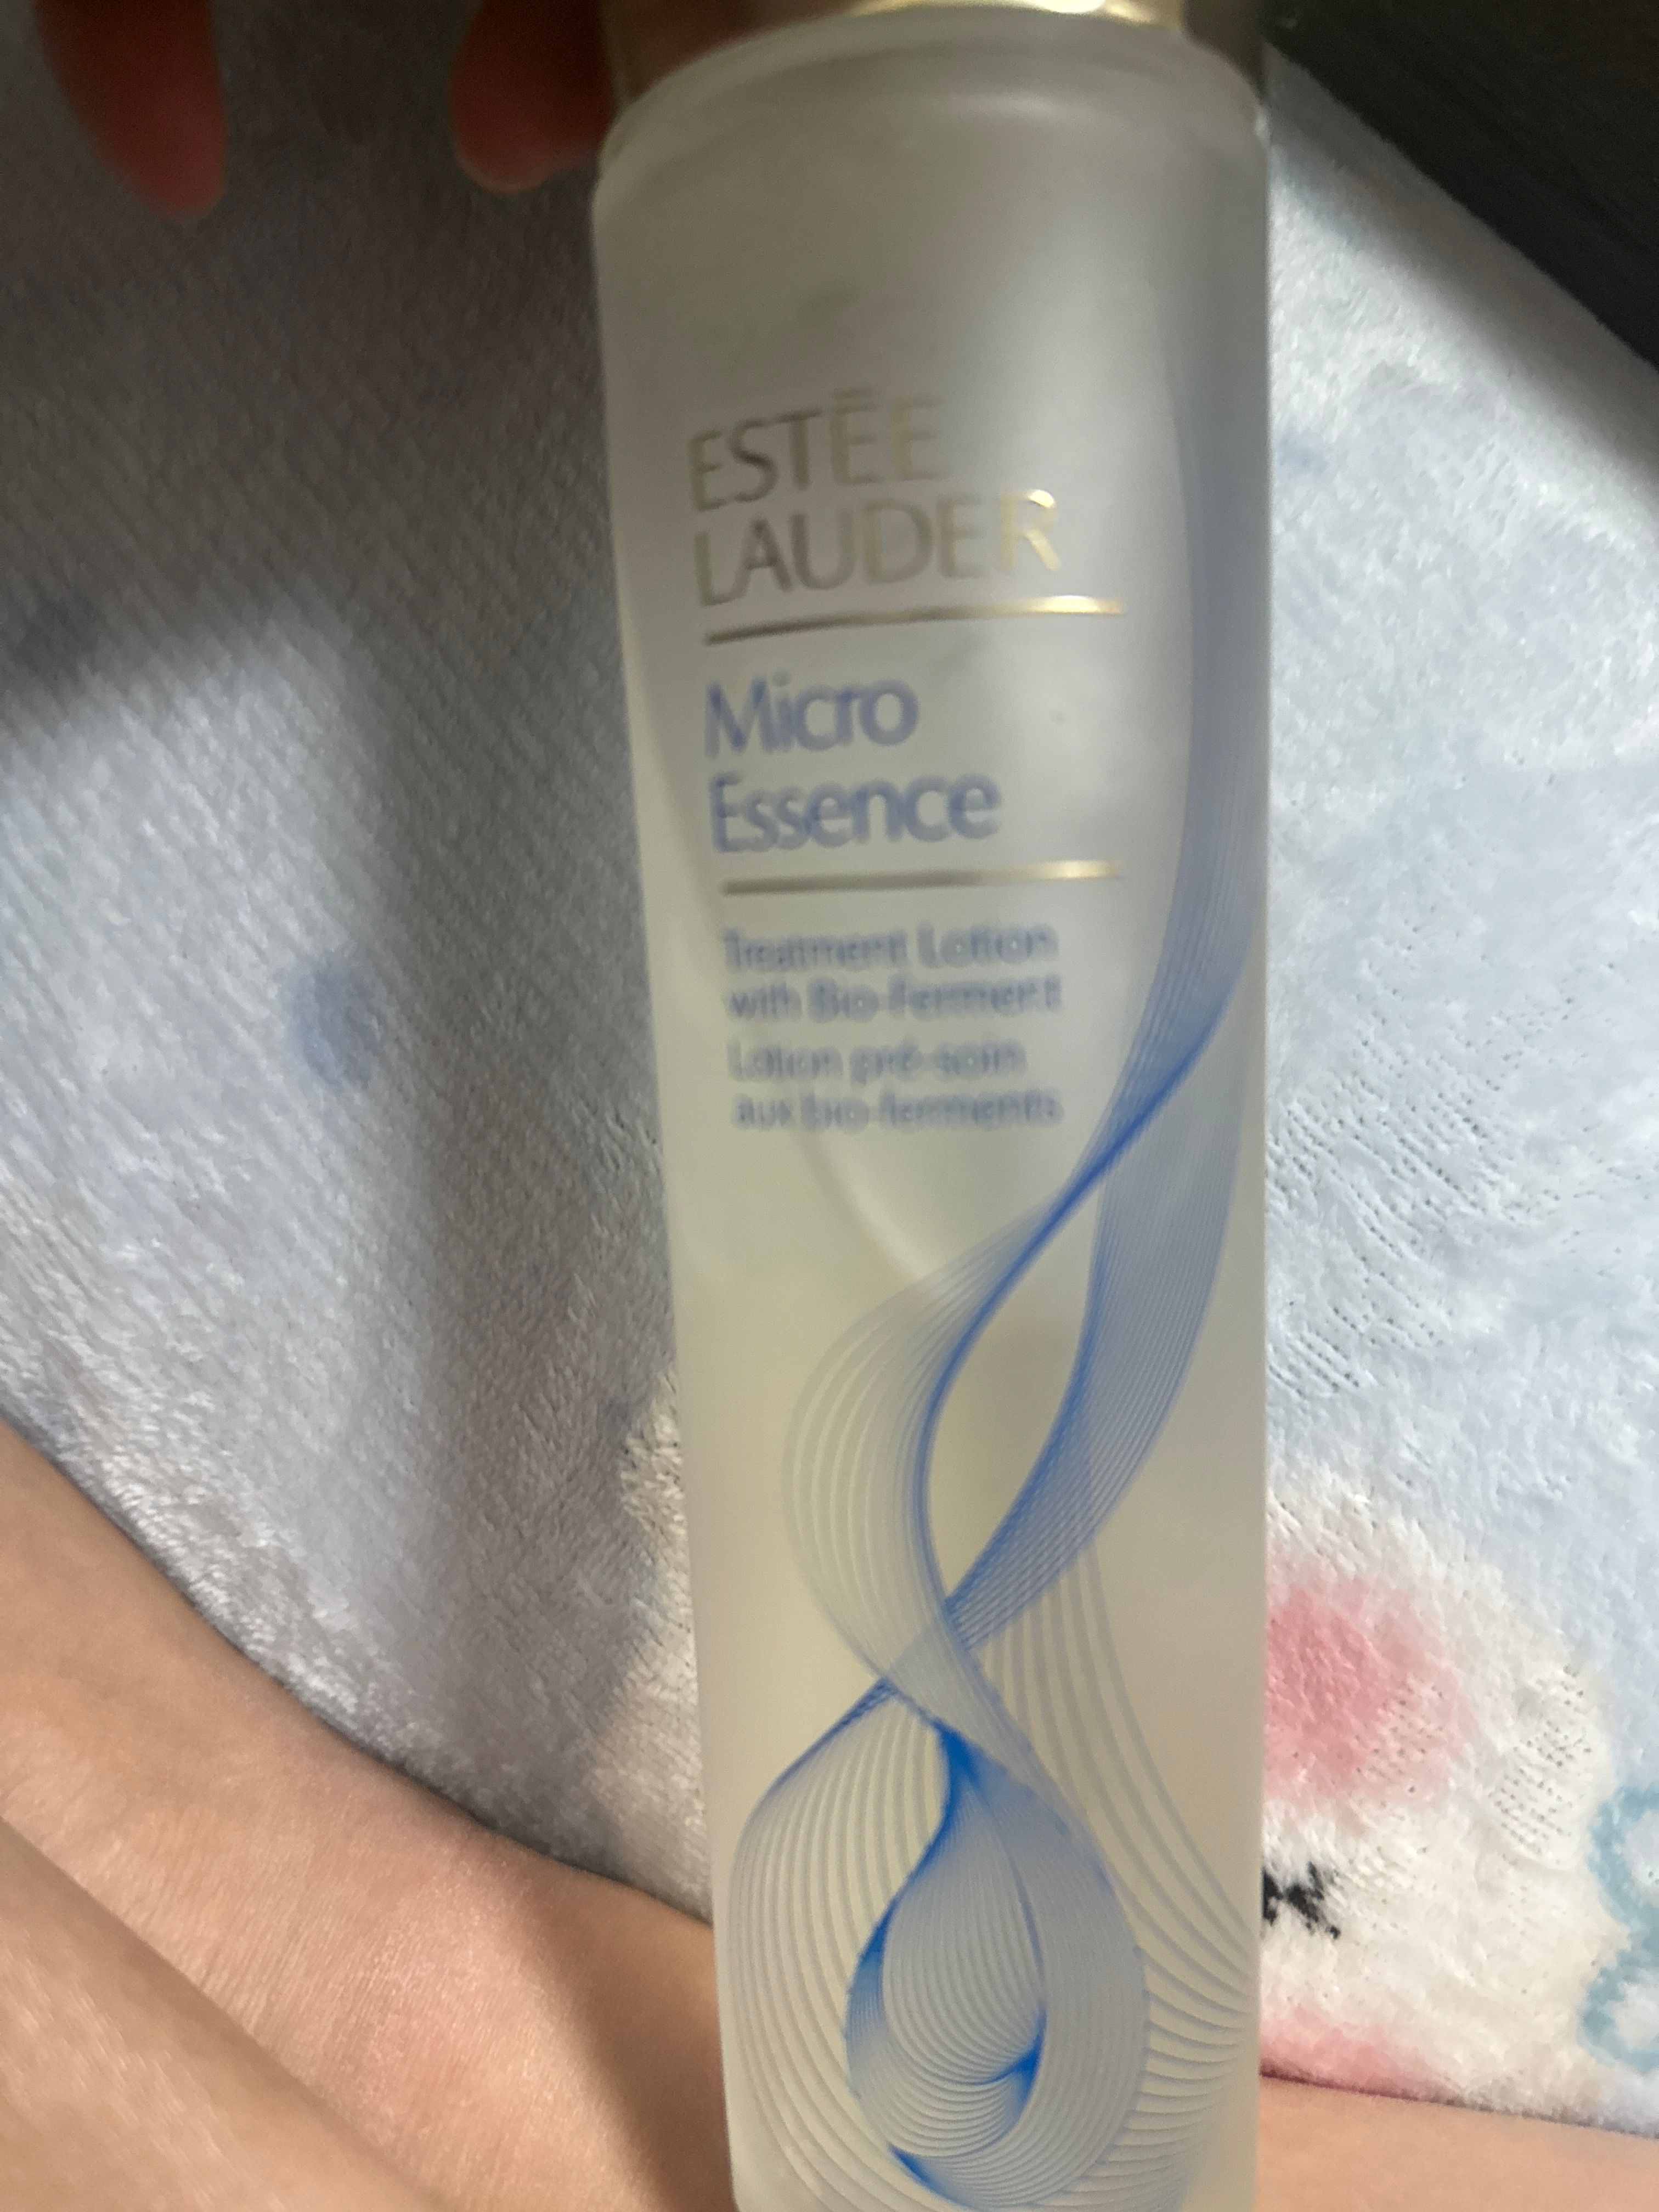 ESTĒE
LAUDER
Micro
Essence
Treatment Lotion
with Bio-Ferment
Lotion pré-soin
aux bio-ferments